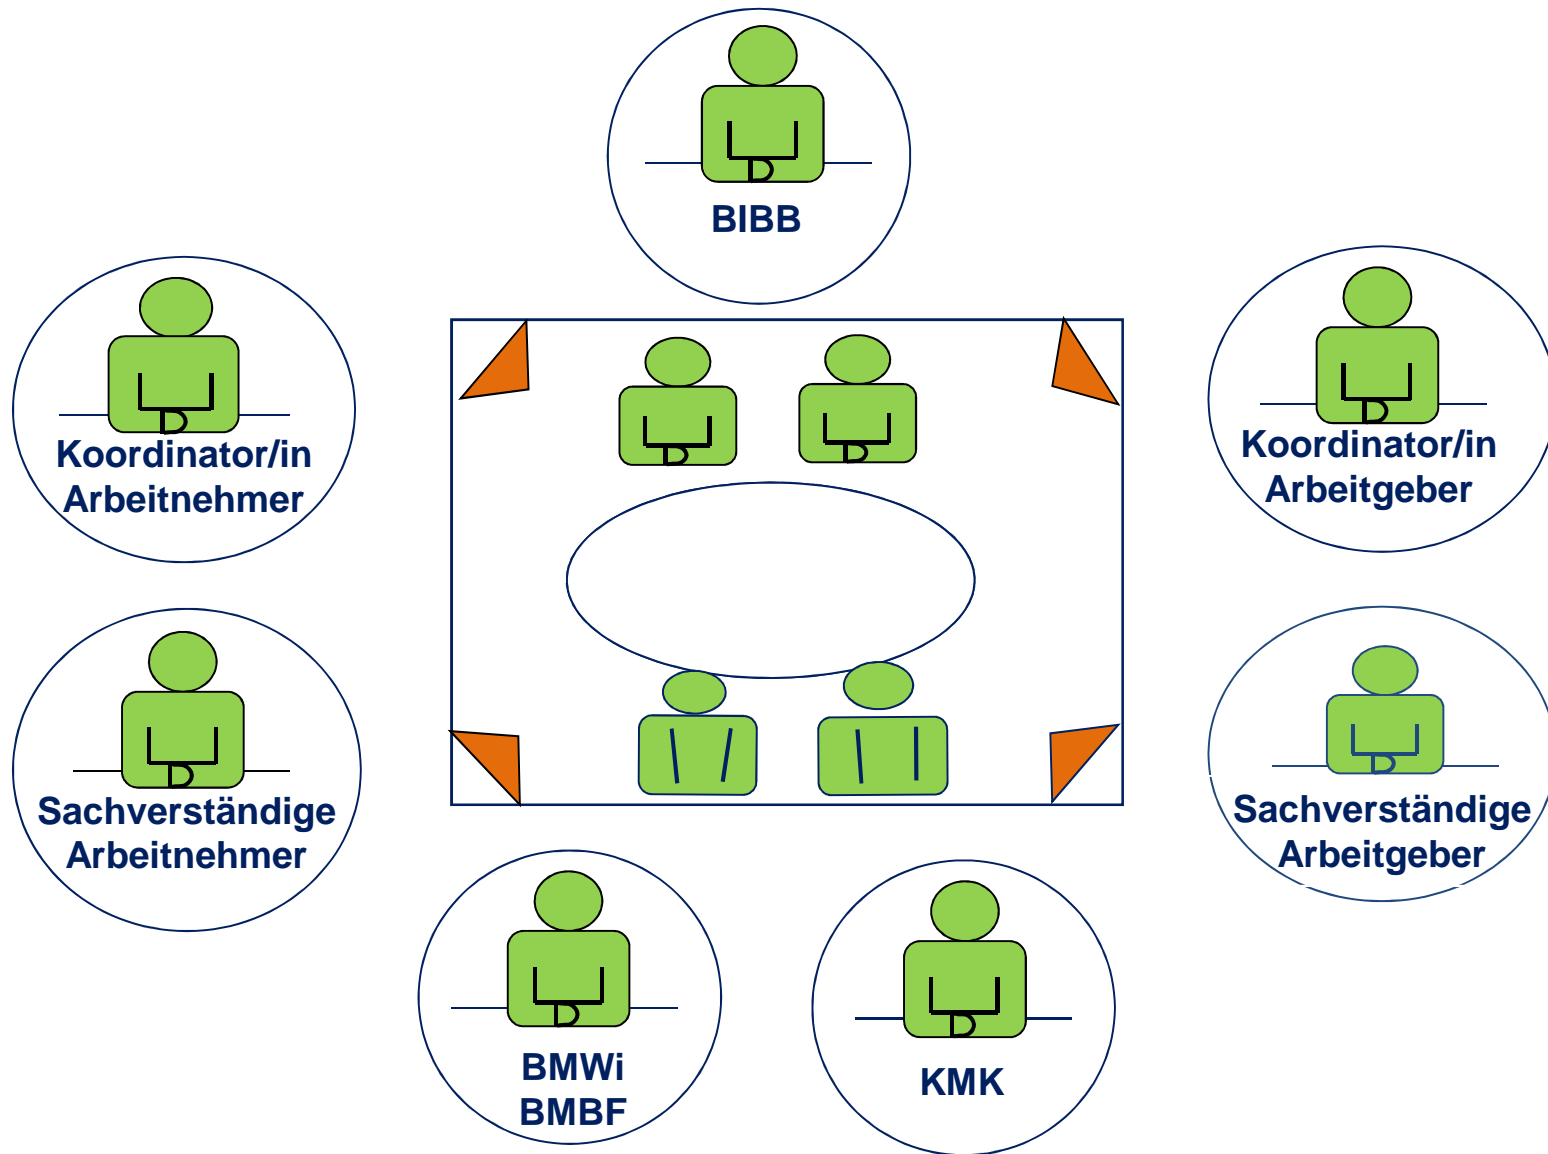 BIBB
Koordinator/in
Arbeitnehmer
Koordinator/in
Arbeitgeber
Sachverständige
Arbeitnehmer
Sachverständige
Arbeitgeber
BMWi
BMBF
KMK